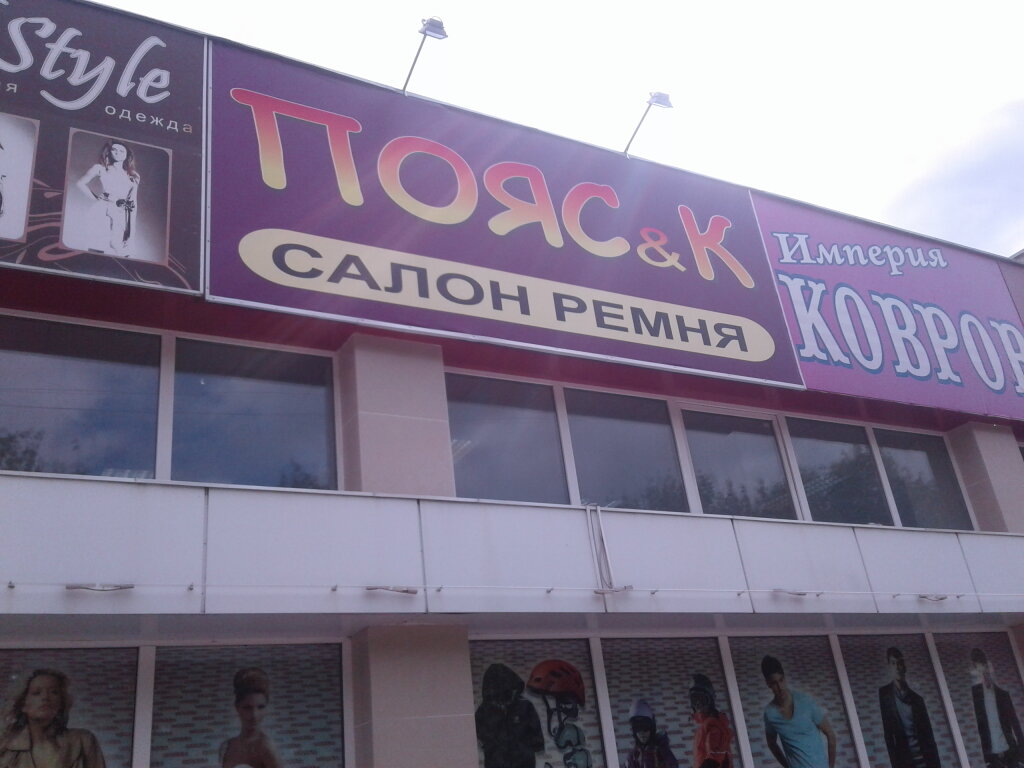 Style
одежда
ПОЯС&К
САЛОН РЕМНЯ
Империя
КОВРОВ